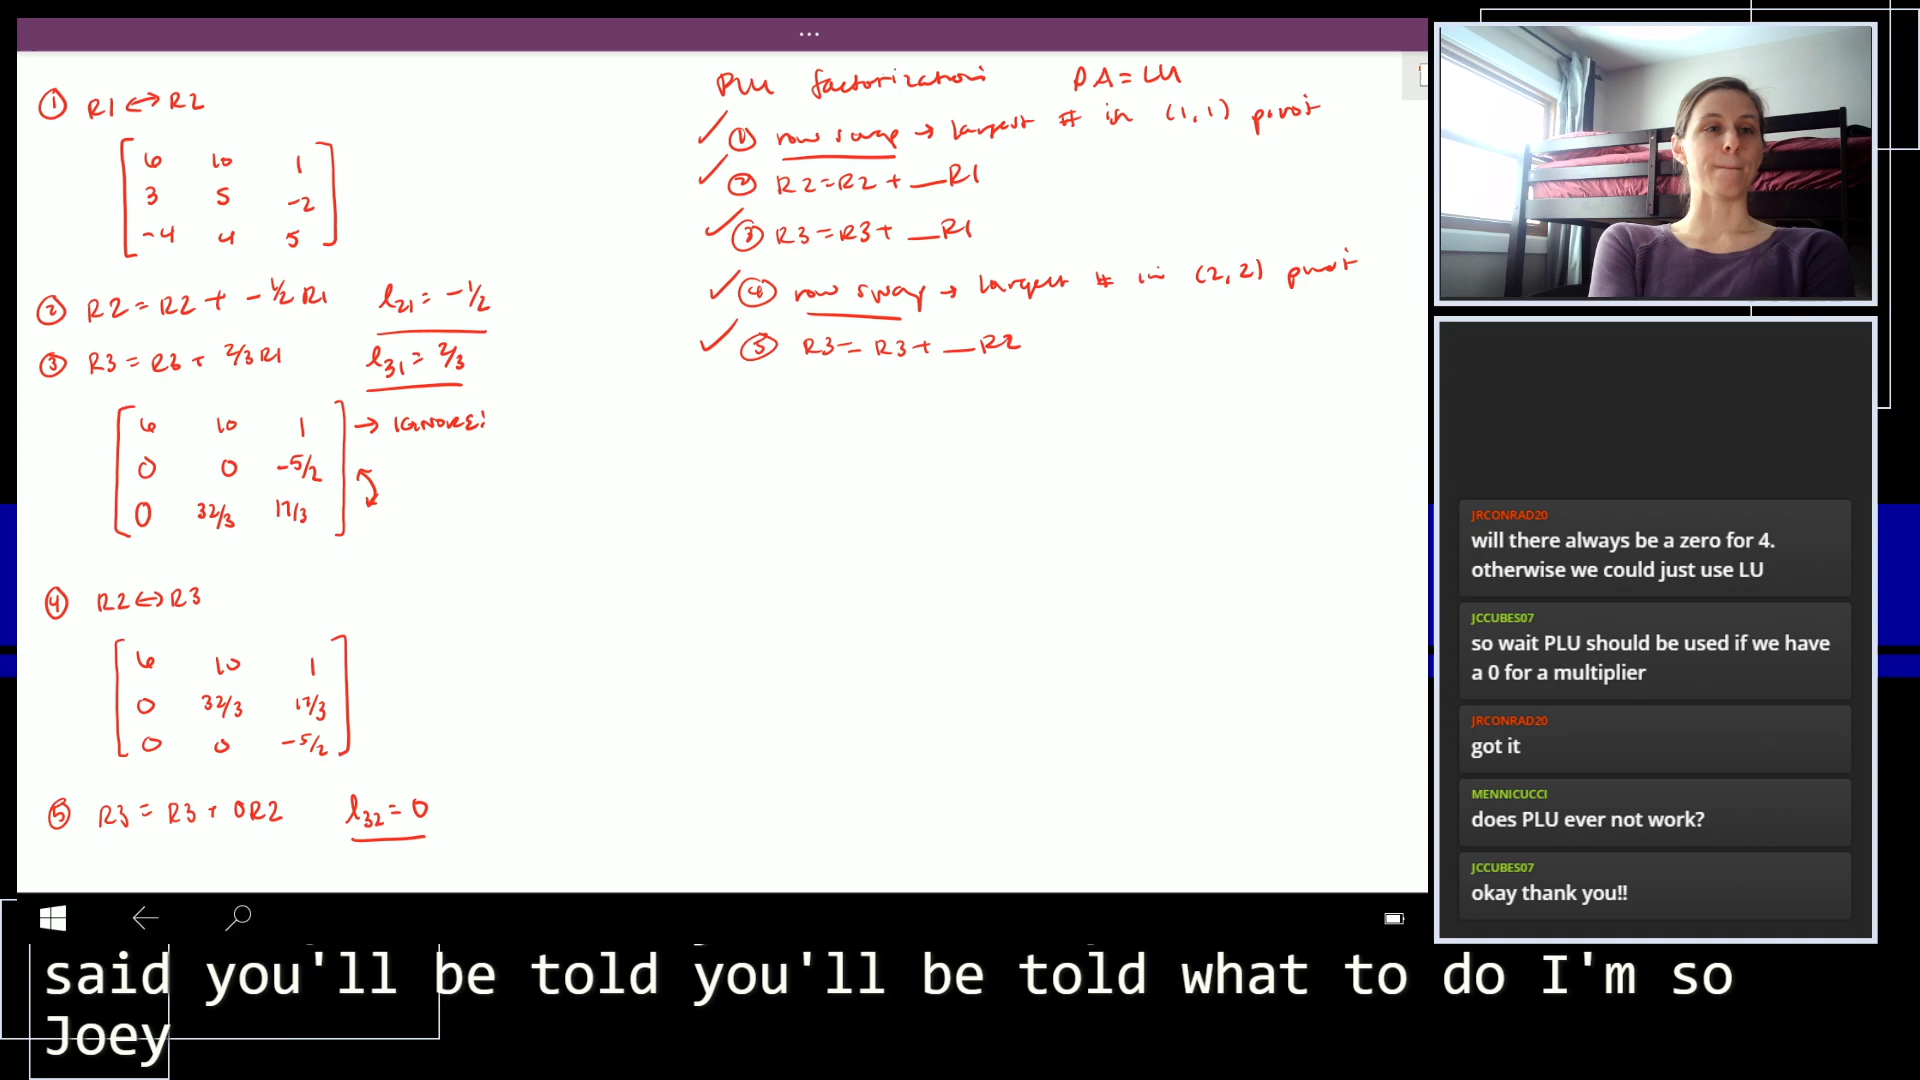 ① R1 ↔ R2
6 10 1
3 5 -2
-4 4 5
② R2 = R2 + -1/2 R1 l21 = -1/2
③ R3 = R3 + 2/3 R1 l31 = 2/3
6 10 1 → IGNORE!
0 0 -5/2
0 32/3 17/3
④ R2 ↔ R3
6 10 1
0 32/3 17/3
0 0 -5/2
⑤ R3 = R3 + 0R2 l32 = 0
PLU factorization PA = LU
✓ ① row swap → largest # in (1,1) pivot
✓ ② R2 = R2 + __R1
✓ ③ R3 = R3 + __R1
✓ ④ row swap → largest # in (2,2) pivot
✓ ⑤ R3 = R3 + __R2
JRCONRAD20
will there always be a zero for 4.
otherwise we could just use LU
JCCUBES07
so wait PLU should be used if we have
a 0 for a multiplier
JRCONRAD20
got it
MENNICUCCI
does PLU ever not work?
JCCUBES07
okay thank you!!
said you'll be told you'll be told what to do I'm so
Joey